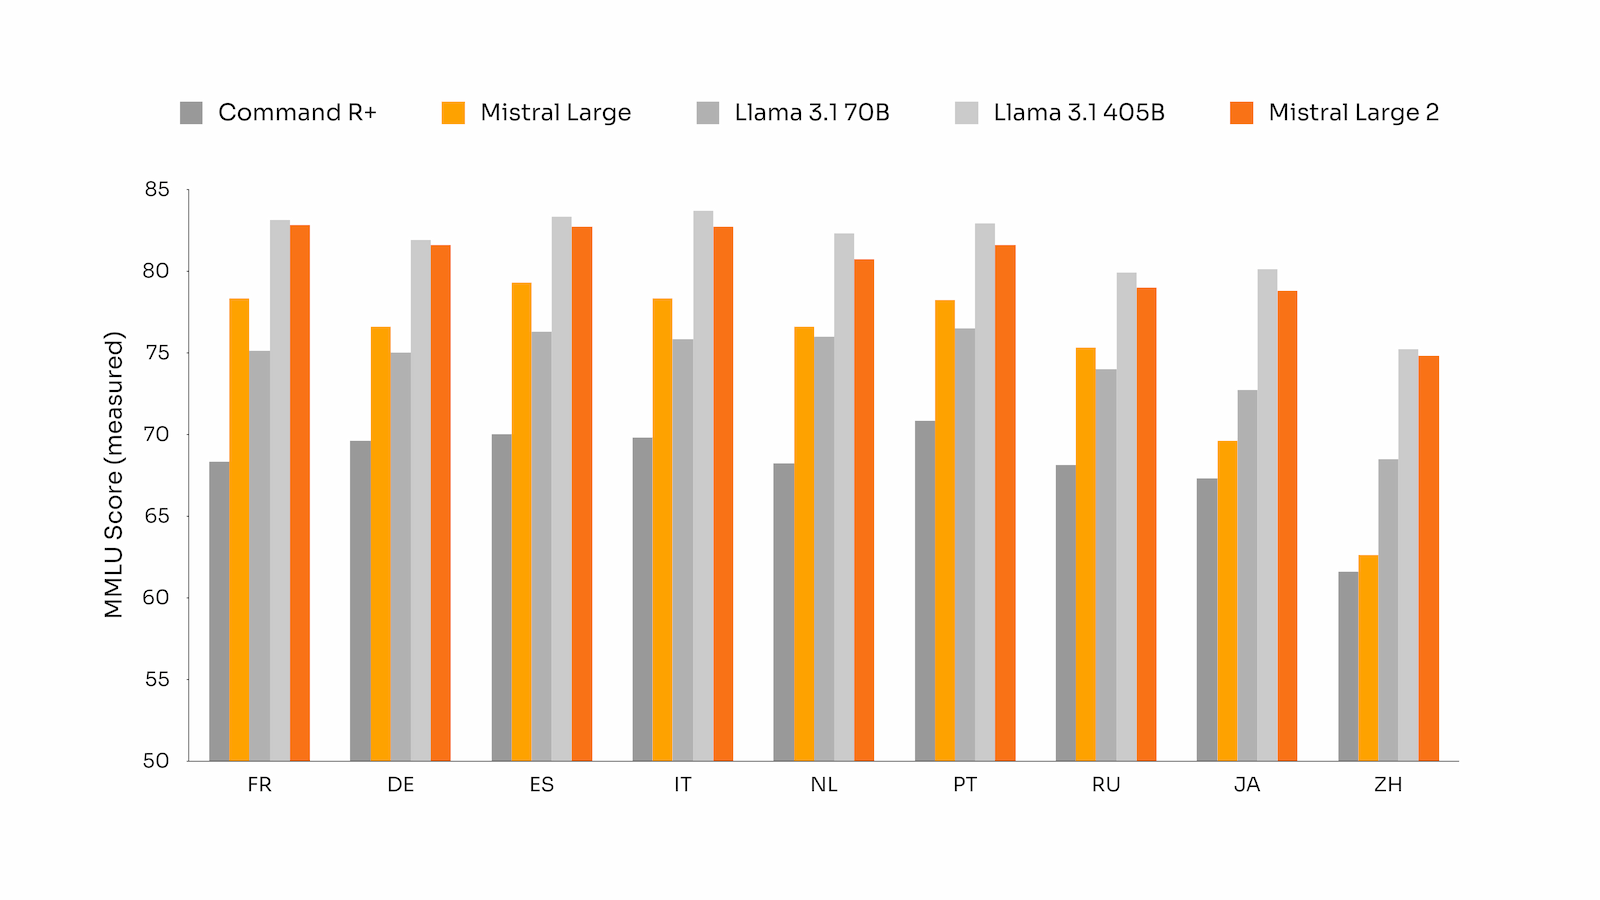 Command R+ Mistral Large Llama 3.1 70B Llama 3.1 405B Mistral Large 2
MMLU Score (measured)
85
80
75
70
65
60
55
50
FR DE ES IT NL PT RU JA ZH